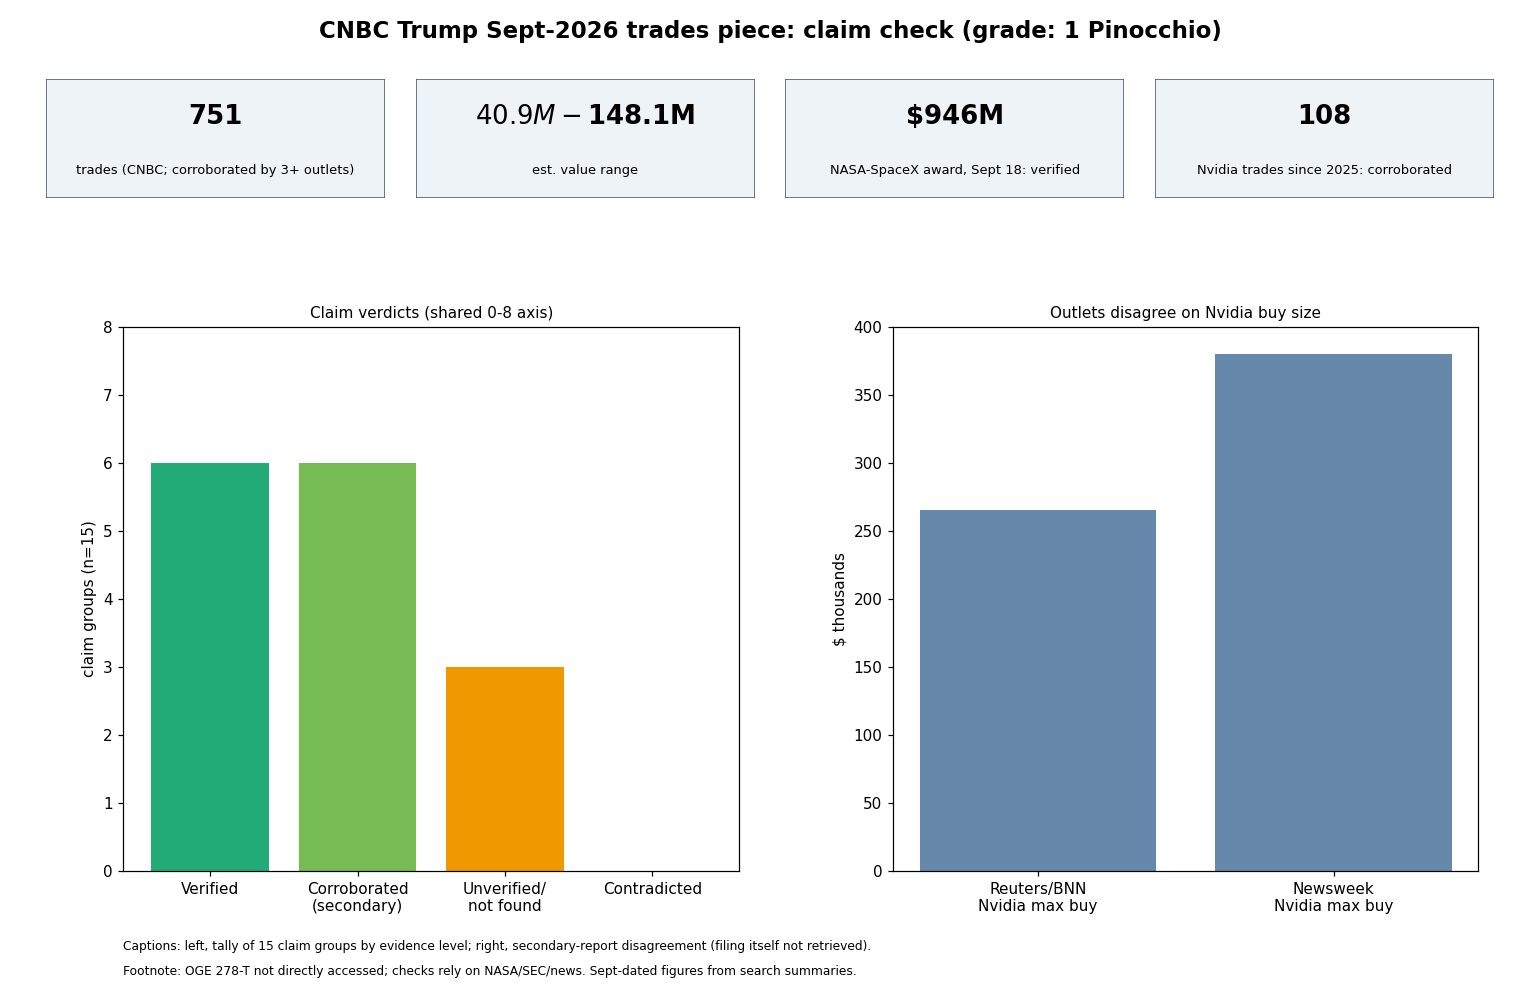 CNBC Trump Sept-2026 trades piece: claim check (grade: 1 Pinocchio)
751
trades (CNBC; corroborated by 3+ outlets)
40.9M − 148.1M
est. value range
$946M
NASA-SpaceX award, Sept 18: verified
108
Nvidia trades since 2025: corroborated
Claim verdicts (shared 0-8 axis)
8
7
6
5
4
3
2
1
0
claim groups (n=15)
Verified
Corroborated
(secondary)
Unverified/
not found
Contradicted
Outlets disagree on Nvidia buy size
400
350
300
250
200
150
100
50
0
$ thousands
Reuters/BNN
Nvidia max buy
Newsweek
Nvidia max buy
Captions: left, tally of 15 claim groups by evidence level; right, secondary-report disagreement (filing itself not retrieved).
Footnote: OGE 278-T not directly accessed; checks rely on NASA/SEC/news. Sept-dated figures from search summaries.